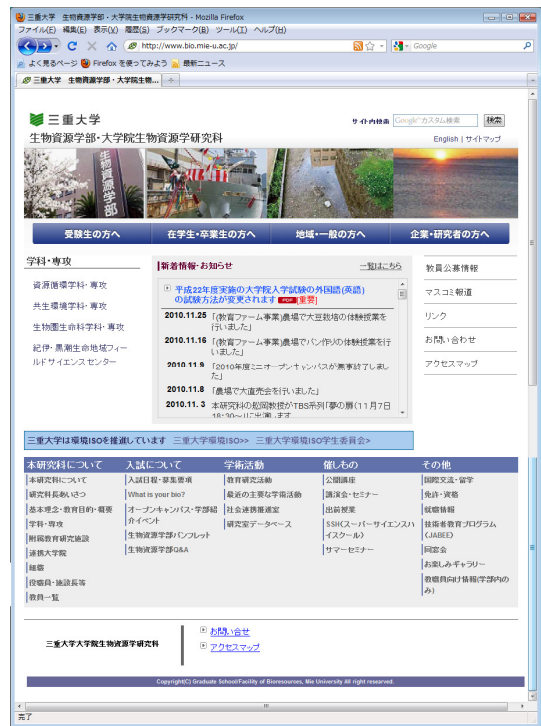 三重大学 生物資源学部・大学院生物資源学研究科 - Mozilla Firefox
ファイル(F) 編集(E) 表示(V) 履歴(S) ブックマーク(B) ツール(T) ヘルプ(H)
http://www.bio.mie-u.ac.jp/
Google
よく見るページ Firefox を使ってみよう 最新ニュース
三重大学 生物資源学部・大学院生物...
三重大学
サイト内検索 Google カスタム検索 検索
生物資源学部・大学院生物資源学研究科
English | サイトマップ
生物資源学部
受験生の方へ 在学生・卒業生の方へ 地域・一般の方へ 企業・研究者の方へ
学科・専攻
資源循環学科・専攻
共生環境学科・専攻
生物圏生命科学科・専攻
紀伊・黒潮生命地域フィー
ルドサイエンスセンター
新着情報・お知らせ 一覧はこちら
平成22年度実施の大学院入学試験の外国語(英語)
の試験方法が変更されます PDF [重要]
2010.11.25 「(教育ファーム事業)農場で大豆栽培の体験授業を
行いました」
2010.11.16 「(教育ファーム事業)農場でパン作りの体験授業を行
いました」
2010.11.9 「2010年度ミニオープンキャンパスが無事終了しまし
た」
2010.11.8 「農場で大直売会を行いました」
2010.11.3 本研究科の舩岡教授がTBS系列「夢の扉(11月7日
18:30~)に出演します
教員公募情報
マスコミ報道
リンク
お問い合わせ
アクセスマップ
三重大学は環境ISOを推進しています 三重大学環境ISO>> 三重大学環境ISO学生委員会>
本研究科について
本研究科について
研究科長あいさつ
基本理念・教育目的・概要
学科・専攻
附属教育研究施設
連携大学院
組織
役職員・施設長等
教員一覧
入試について
入試日程・募集要項
What is your bio?
オープンキャンパス・学部紹
介イベント
生物資源学部パンフレット
生物資源学部Q&A
学術活動
教育研究活動
最近の主要な学術活動
社会連携推進室
研究室データベース
催しもの
公開講座
講演会・セミナー
出前授業
SSH(スーパーサイエンスハ
イスクール)
サマーセミナー
その他
国際交流・留学
免許・資格
就職情報
技術者教育プログラム
(JABEE)
同窓会
お楽しみギャラリー
教職員向け情報(学部内の
み)
三重大学大学院生物資源学研究科
お問い合せ
アクセスマップ
Copyright(C) Graduate School/Facility of Bioresources, Mie University All right reserved.
完了